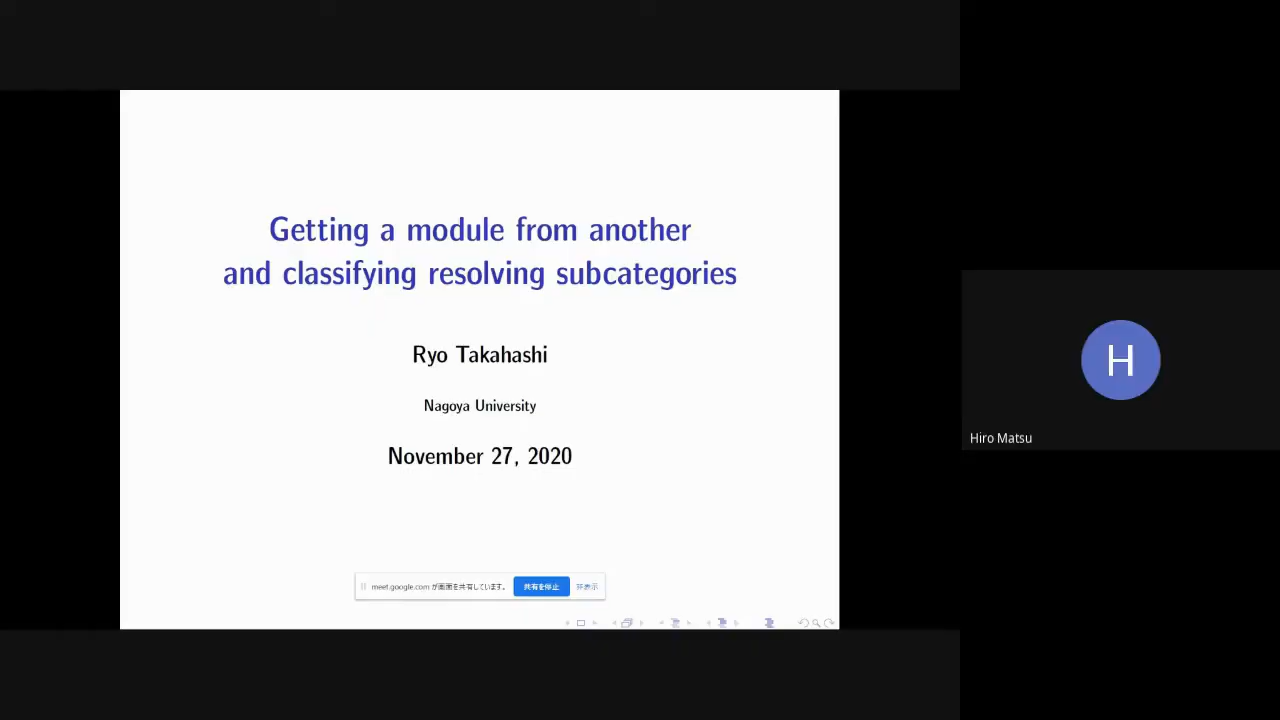 Getting a module from another
and classifying resolving subcategories
Ryo Takahashi
Nagoya University
November 27, 2020
meet.google.com が画面を共有しています。 共有を停止 非表示
H
Hiro Matsu